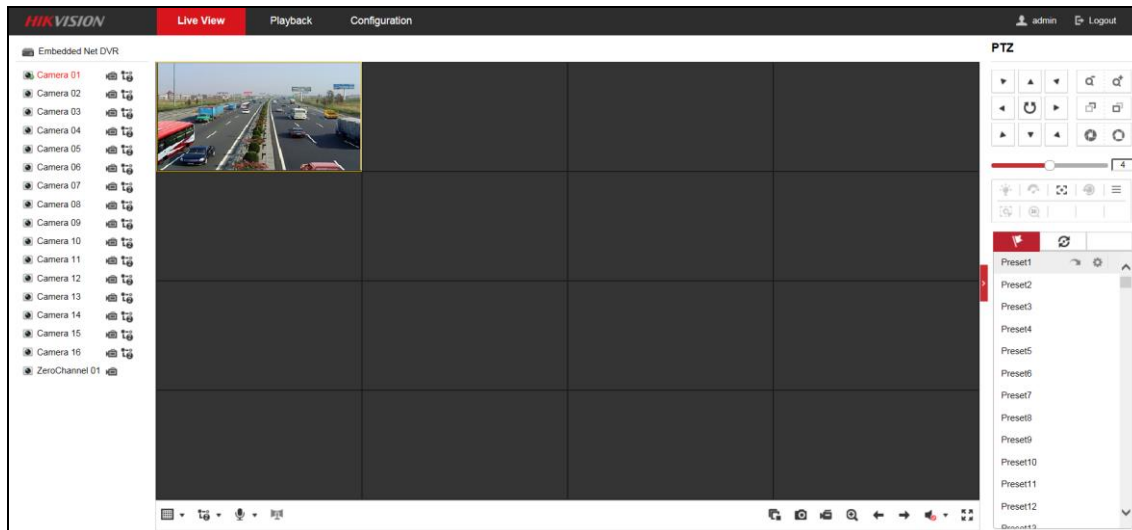 HIKVISION Live View Playback Configuration admin Logout
Embedded Net DVR
Camera 01
Camera 02
Camera 03
Camera 04
Camera 05
Camera 06
Camera 07
Camera 08
Camera 09
Camera 10
Camera 11
Camera 12
Camera 13
Camera 14
Camera 15
Camera 16
ZeroChannel 01
PTZ
4
Preset1
Preset2
Preset3
Preset4
Preset5
Preset6
Preset7
Preset8
Preset9
Preset10
Preset11
Preset12
Preset13